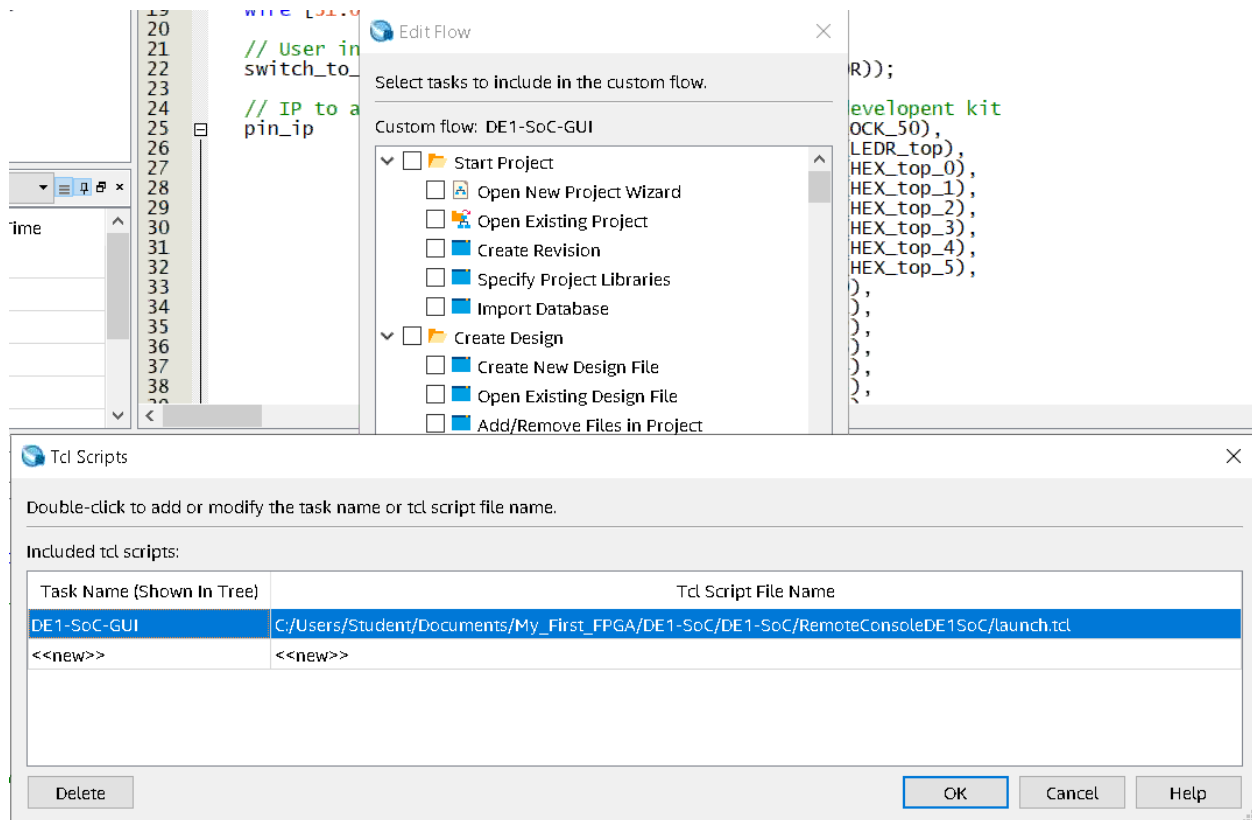 19 wire [31:0
20
21 // User in
22 switch_to_ R));
23
24 // IP to a developent kit
25 pin_ip OCK_50),
26 LEDR_top),
27 HEX_top_0),
28 HEX_top_1),
29 HEX_top_2),
30 HEX_top_3),
31 HEX_top_4),
32 HEX_top_5),
33 ),
34 ),
35 ),
36 ),
37 ),
38 ),
Time
Edit Flow
Select tasks to include in the custom flow.
Custom flow: DE1-SoC-GUI
Start Project
Open New Project Wizard
Open Existing Project
Create Revision
Specify Project Libraries
Import Database
Create Design
Create New Design File
Open Existing Design File
Add/Remove Files in Project
Tcl Scripts
Double-click to add or modify the task name or tcl script file name.
Included tcl scripts:
Task Name (Shown In Tree) Tcl Script File Name
DE1-SoC-GUI C:/Users/Student/Documents/My_First_FPGA/DE1-SoC/DE1-SoC/RemoteConsoleDE1SoC/launch.tcl
<<new>> <<new>>
Delete OK Cancel Help